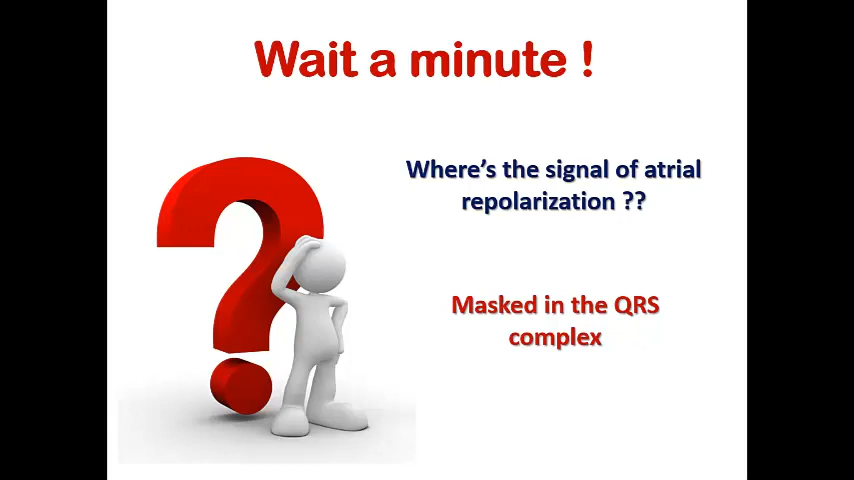 Wait a minute !
Where's the signal of atrial
repolarization ??
Masked in the QRS
complex